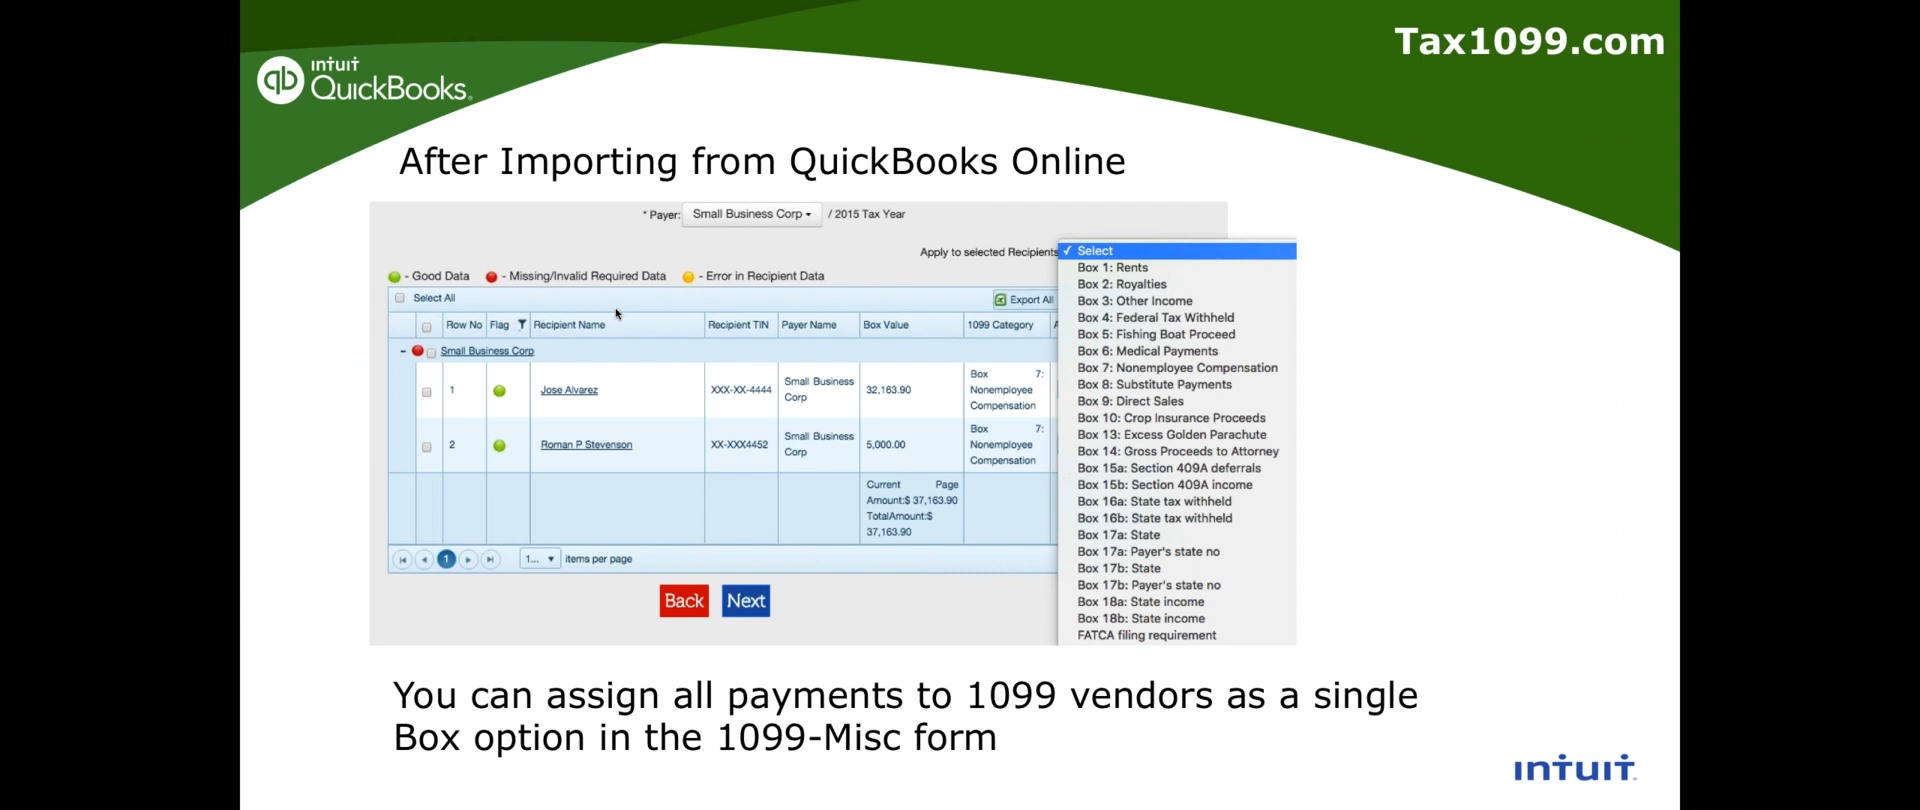 Tax1099.com
intuit
qb QuickBooks.
After Importing from QuickBooks Online
* Payer: Small Business Corp / 2015 Tax Year
Apply to selected Recipients
- Good Data - Missing/Invalid Required Data - Error in Recipient Data
Select All Export All
Row No Flag Recipient Name Recipient TIN Payer Name Box Value 1099 Category A
Small Business Corp
1 Jose Alvarez XXX-XX-4444 Small Business Corp 32,163.90 Box 7: Nonemployee Compensation
2 Roman P Stevenson XX-XXX4452 Small Business Corp 5,000.00 Box 7: Nonemployee Compensation
Current Page
Amount:$ 37,163.90
TotalAmount:$
37,163.90
1 1... items per page
Back Next
✓ Select
Box 1: Rents
Box 2: Royalties
Box 3: Other Income
Box 4: Federal Tax Withheld
Box 5: Fishing Boat Proceed
Box 6: Medical Payments
Box 7: Nonemployee Compensation
Box 8: Substitute Payments
Box 9: Direct Sales
Box 10: Crop Insurance Proceeds
Box 13: Excess Golden Parachute
Box 14: Gross Proceeds to Attorney
Box 15a: Section 409A deferrals
Box 15b: Section 409A income
Box 16a: State tax withheld
Box 16b: State tax withheld
Box 17a: State
Box 17a: Payer's state no
Box 17b: State
Box 17b: Payer's state no
Box 18a: State income
Box 18b: State income
FATCA filing requirement
You can assign all payments to 1099 vendors as a single
Box option in the 1099-Misc form
intuit.